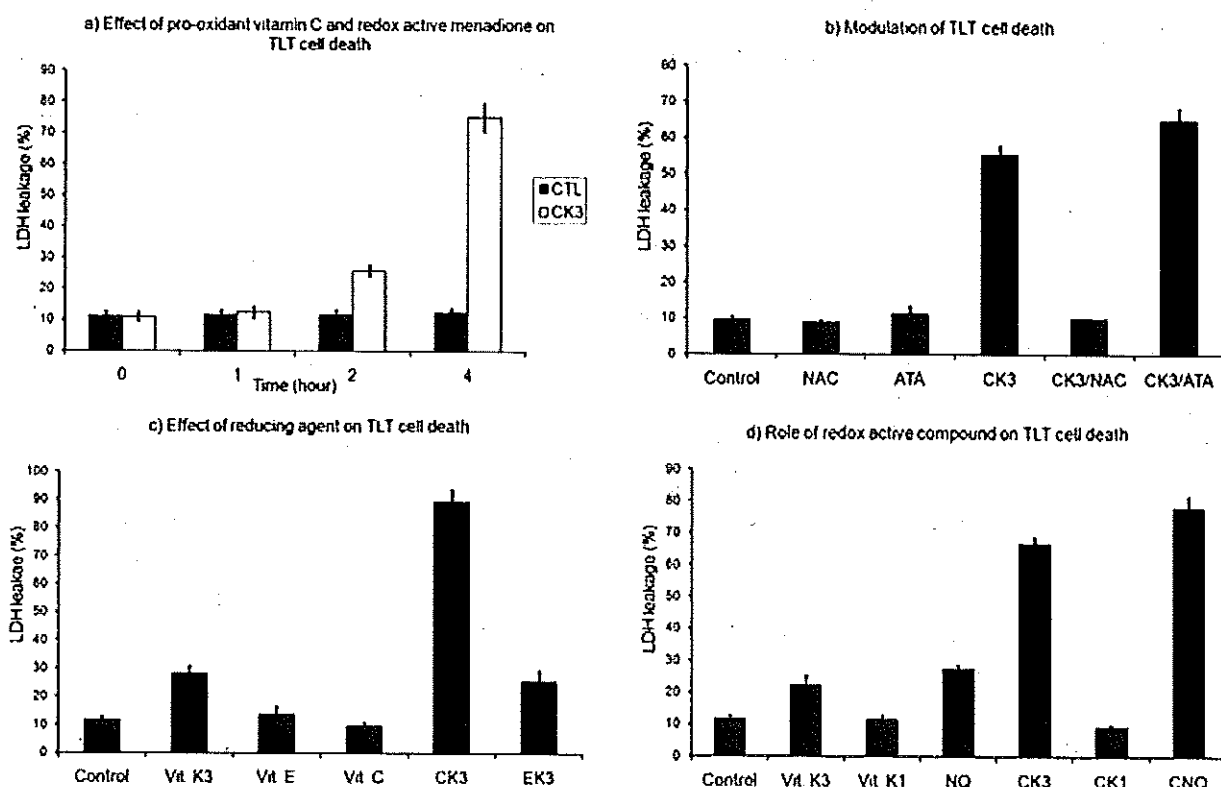 a) Effect of pro-oxidant vitamin C and redox active menadione on
TLT cell death
90
80
70
60
50
40
30
20
10
0
LDH leakage (%)
CTL
CK3
0 1 2 4
Time (hour)
b) Modulation of TLT cell death
80
70
60
50
40
30
20
10
0
LDH leakage (%)
Control NAC ATA CK3 CK3/NAC CK3/ATA
c) Effect of reducing agent on TLT cell death
100
90
80
70
60
50
40
30
20
10
0
LDH leakae (%)
Control Vit. K3 Vit. E Vit. C CK3 EK3
d) Role of redox active compound on TLT cell death
90
80
70
60
50
40
30
20
10
0
LDH leakage (%)
Control Vit. K3 Vit. K1 NQ CK3 CK1 CNQ